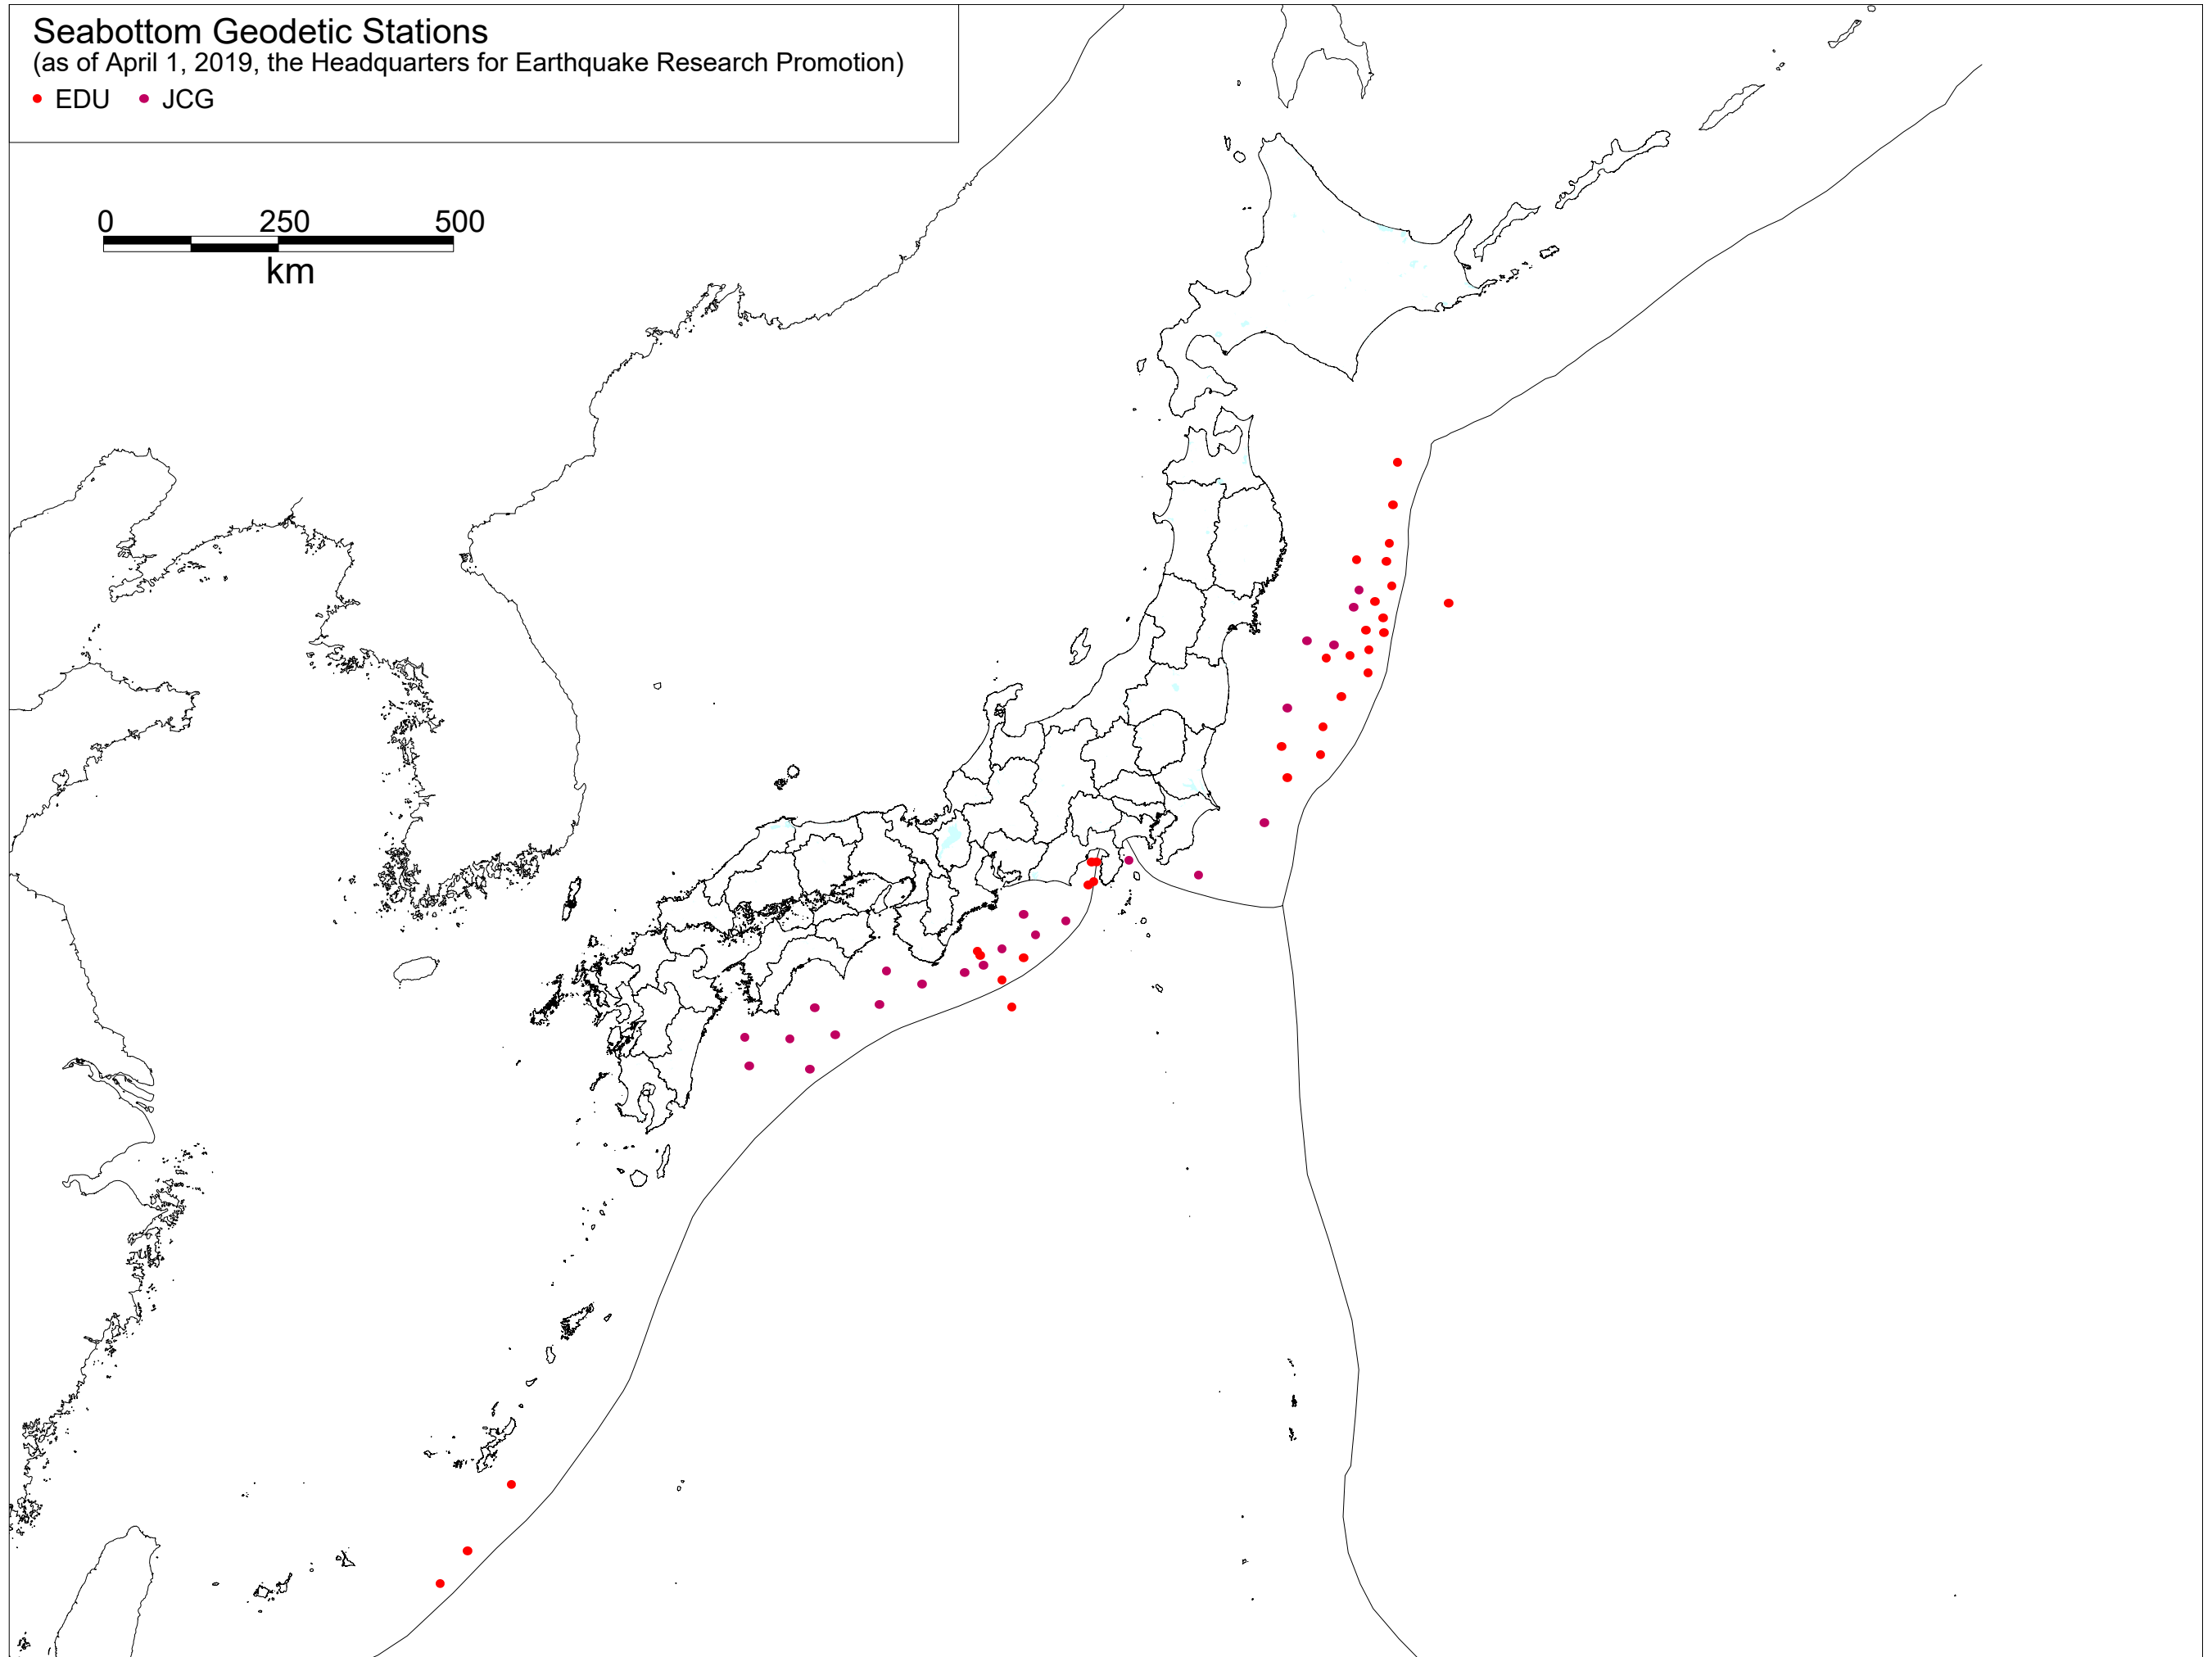 Seabottom Geodetic Stations
(as of April 1, 2019, the Headquarters for Earthquake Research Promotion)
EDU JCG
0 250 500
km